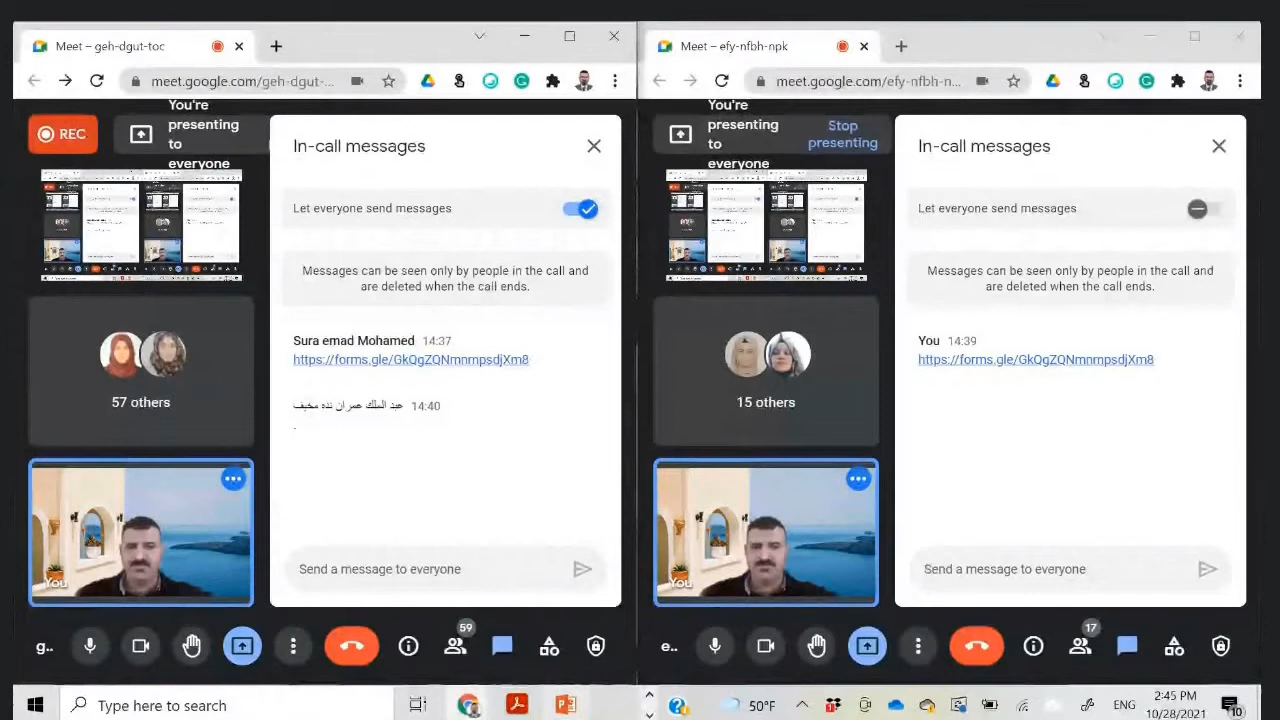 Meet – geh-dgut-toc
meet.google.com/geh-dgut-...
REC
You're
presenting
to
everyone
In-call messages
Let everyone send messages
Messages can be seen only by people in the call and
are deleted when the call ends.
Sura emad Mohamed 14:37
https://forms.gle/GkQgZQNmnmpsdjXm8
عبد الملك عمران نده مخيف 14:40
.
57 others
You
Send a message to everyone
g..
59
Meet – efy-nfbh-npk
meet.google.com/efy-nfbh-n...
You're
presenting
to
everyone
Stop
presenting
In-call messages
Let everyone send messages
Messages can be seen only by people in the call and
are deleted when the call ends.
You 14:39
https://forms.gle/GkQgZQNmnmpsdjXm8
15 others
You
Send a message to everyone
e..
17
Type here to search
50°F
ENG
2:45 PM
10/28/2021
10